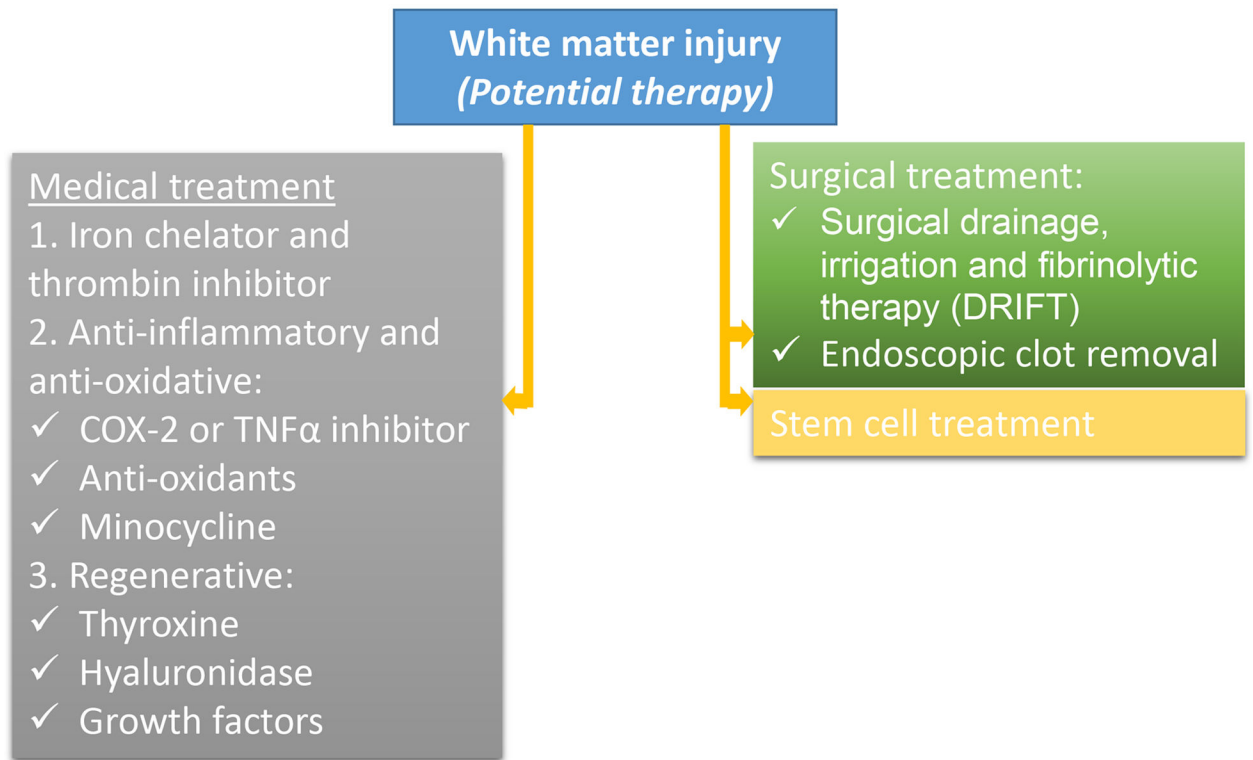 White matter injury
(Potential therapy)
Medical treatment
1. Iron chelator and
thrombin inhibitor
2. Anti-inflammatory and
anti-oxidative:
✓ COX-2 or TNFα inhibitor
✓ Anti-oxidants
✓ Minocycline
3. Regenerative:
✓ Thyroxine
✓ Hyaluronidase
✓ Growth factors
Surgical treatment:
✓ Surgical drainage,
irrigation and fibrinolytic
therapy (DRIFT)
✓ Endoscopic clot removal
Stem cell treatment